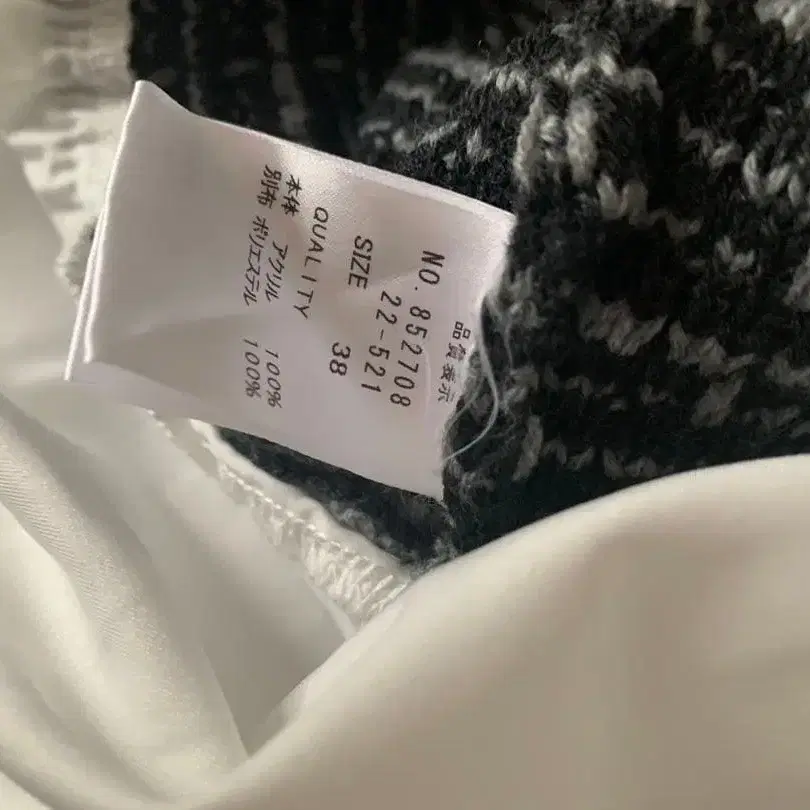 品質表示
NO. 852708
22-521
SIZE 38
QUALITY
本体 アクリル 100%
別布 ポリエステル 100%